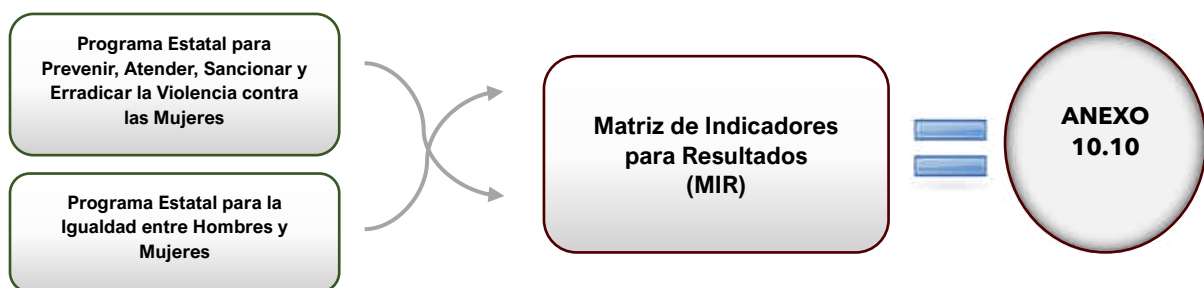 Programa Estatal para
Prevenir, Atender, Sancionar y
Erradicar la Violencia contra
las Mujeres
Programa Estatal para la
Igualdad entre Hombres y
Mujeres
Matriz de Indicadores
para Resultados
(MIR)
ANEXO
10.10